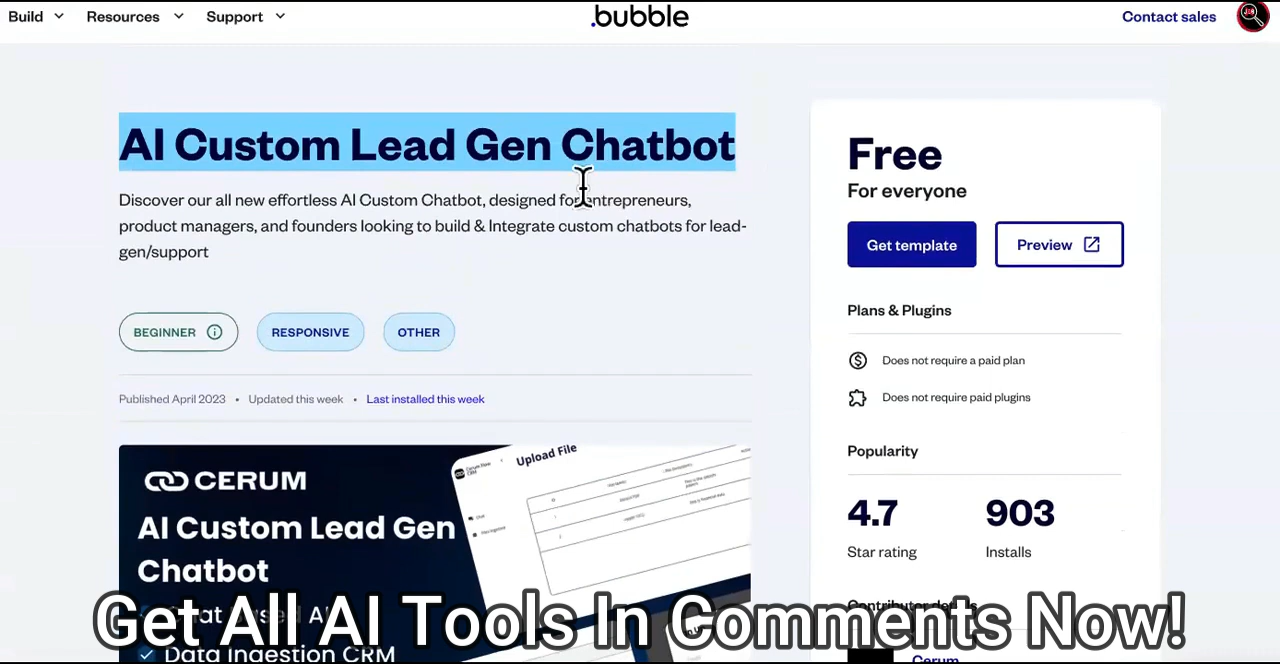 Build
Resources
Support
.bubble
Contact sales
AI Custom Lead Gen Chatbot
Discover our all new effortless AI Custom Chatbot, designed for entrepreneurs,
product managers, and founders looking to build & Integrate custom chatbots for lead-
gen/support
BEGINNER
RESPONSIVE
OTHER
Published April 2023 • Updated this week • Last installed this week
CERUM
AI Custom Lead Gen
Chatbot
Data Ingestion CRM
Upload File
Free
For everyone
Get template
Preview
Plans & Plugins
Does not require a paid plan
Does not require paid plugins
Popularity
4.7
903
Star rating
Installs
Contributor details
Cerum
Get All AI Tools In Comments Now!